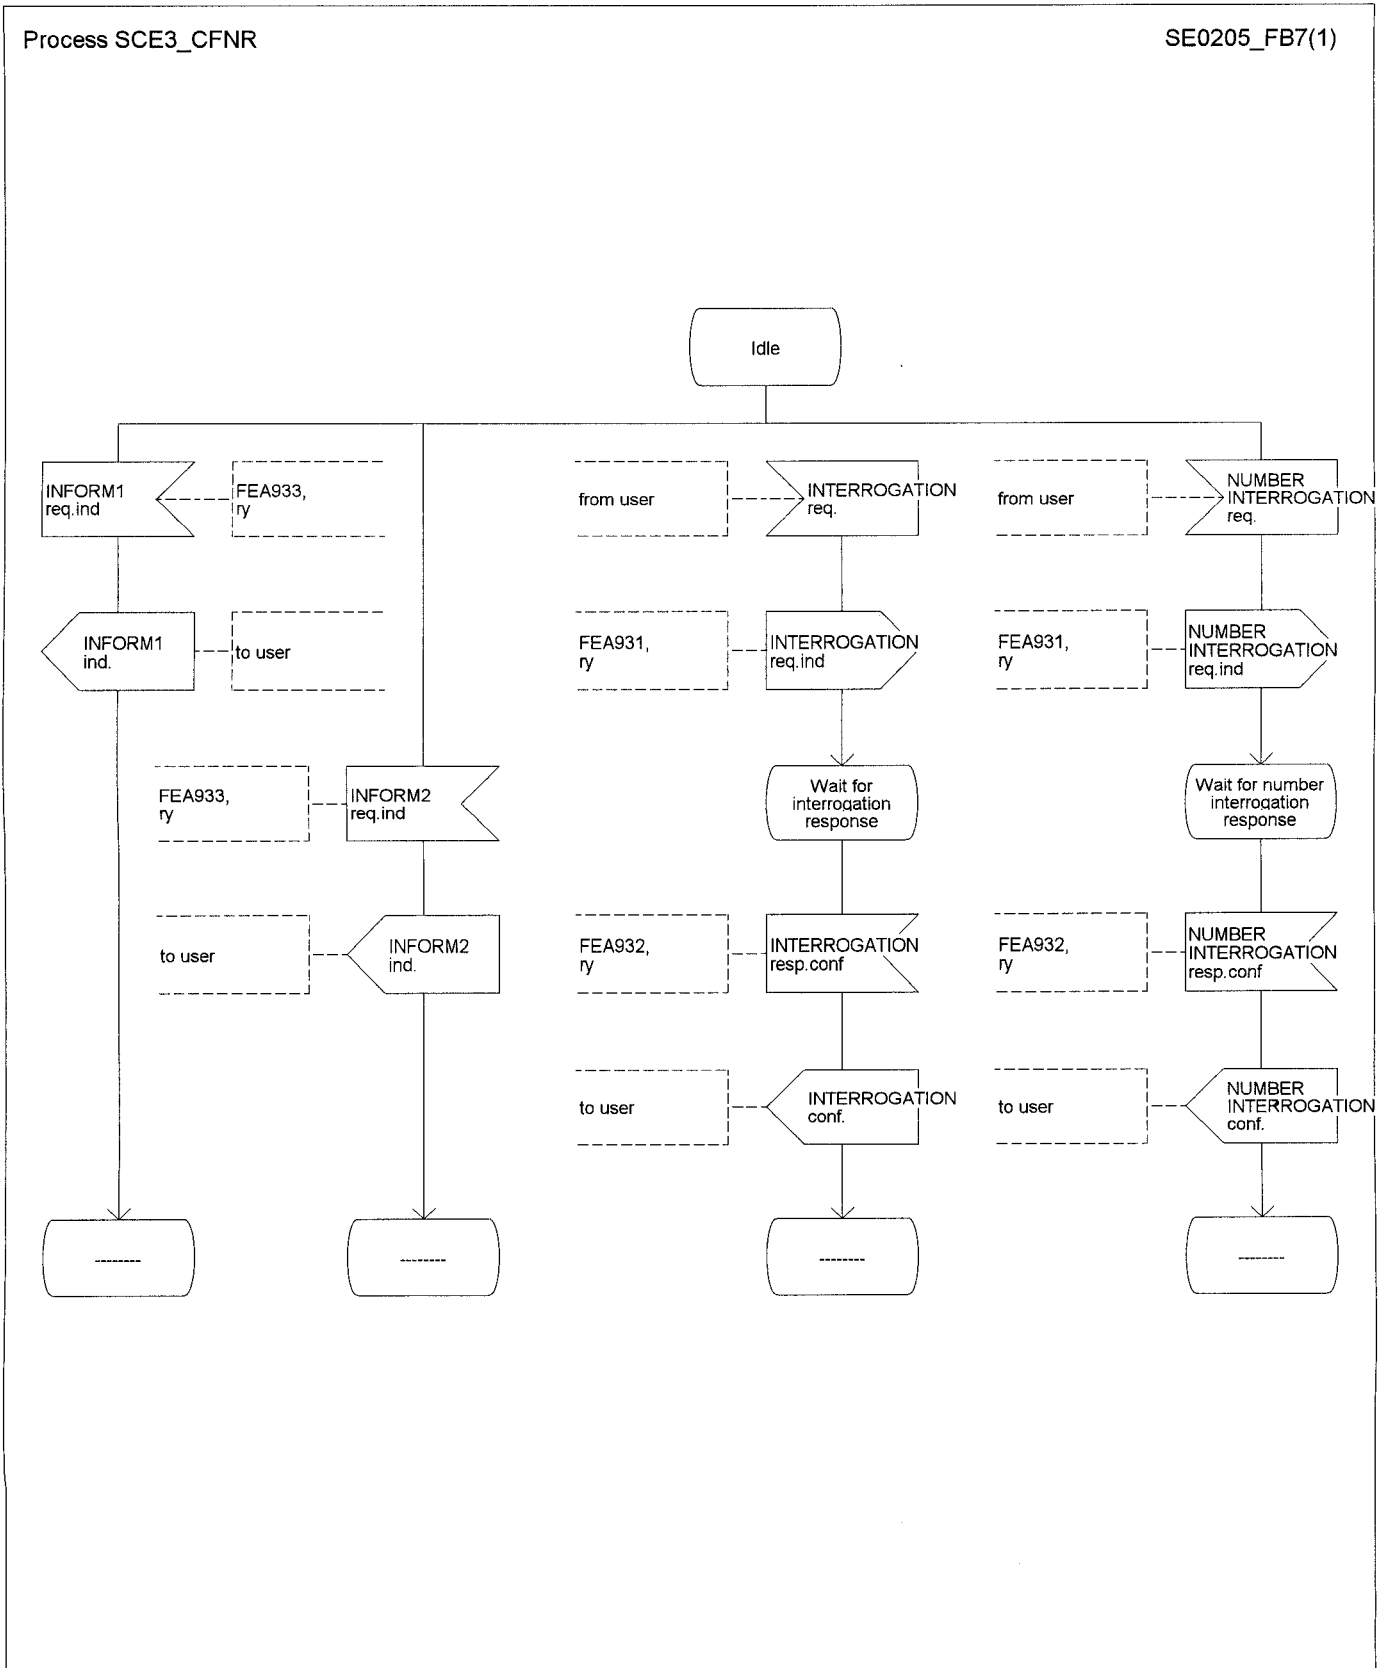 Process SCE3_CFNR
SE0205_FB7(1)
Idle
INFORM1
req.ind
FEA933,
ry
from user
INTERROGATION
req.
from user
NUMBER
INTERROGATION
req.
INFORM1
ind.
to user
FEA931,
ry
INTERROGATION
req.ind
FEA931,
ry
NUMBER
INTERROGATION
req.ind
FEA933,
ry
INFORM2
req.ind
Wait for
interrogation
response
Wait for number
interrogation
response
to user
INFORM2
ind.
FEA932,
ry
INTERROGATION
resp.conf
FEA932,
ry
NUMBER
INTERROGATION
resp.conf
to user
INTERROGATION
conf.
to user
NUMBER
INTERROGATION
conf.
--------
--------
--------
--------